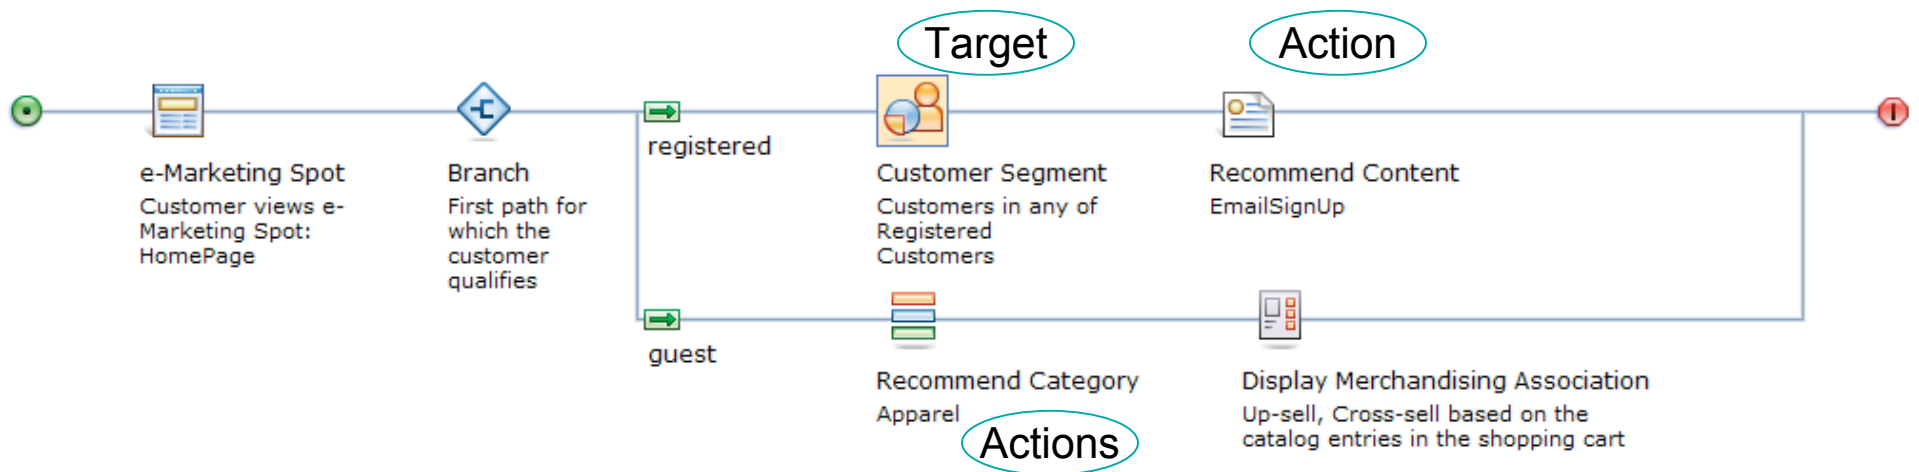 Target
Action
registered
e-Marketing Spot
Customer views e-
Marketing Spot:
HomePage
Branch
First path for
which the
customer
qualifies
Customer Segment
Customers in any of
Registered
Customers
Recommend Content
EmailSignUp
guest
Recommend Category
Apparel
Actions
Display Merchandising Association
Up-sell, Cross-sell based on the
catalog entries in the shopping cart